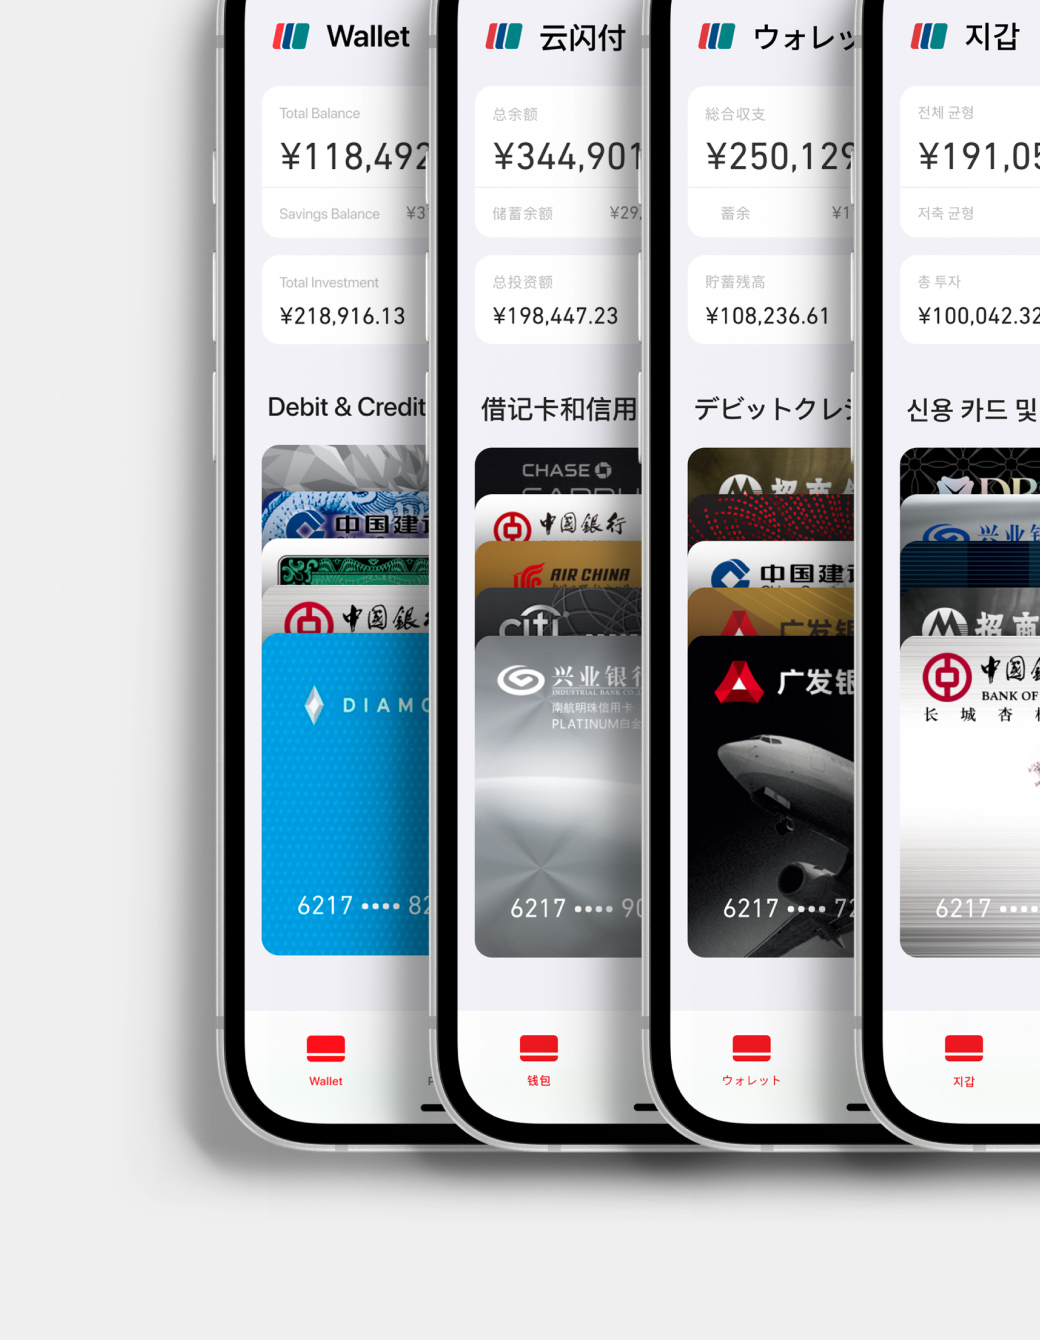 Wallet
Total Balance
¥118,492
Savings Balance ¥3
Total Investment
¥218,916.13
Debit & Credit
中国建设
DIAMO
6217 •••• 82
Wallet
云闪付
总余额
¥344,901
储蓄余额 ¥29,
总投资额
¥198,447.23
借记卡和信用
CHASE
中国銀行
AIR CHINA
citi
兴业银行
INDUSTRIAL BANK CO.,L
南航明珠信用卡
PLATINUM白金
6217 •••• 90
钱包
ウォレッ
総合収支
¥250,129
蓄余 ¥1
貯蓄残高
¥108,236.61
デビットクレジ
招商银
中国建设
广发银
广发银
6217 •••• 72
ウォレット
지갑
전체 균형
¥191,05
저축 균형
총 투자
¥100,042.32
신용 카드 및
DB
兴业银
招商
中国銀
BANK OF
长城杏林
6217 ••••
지갑